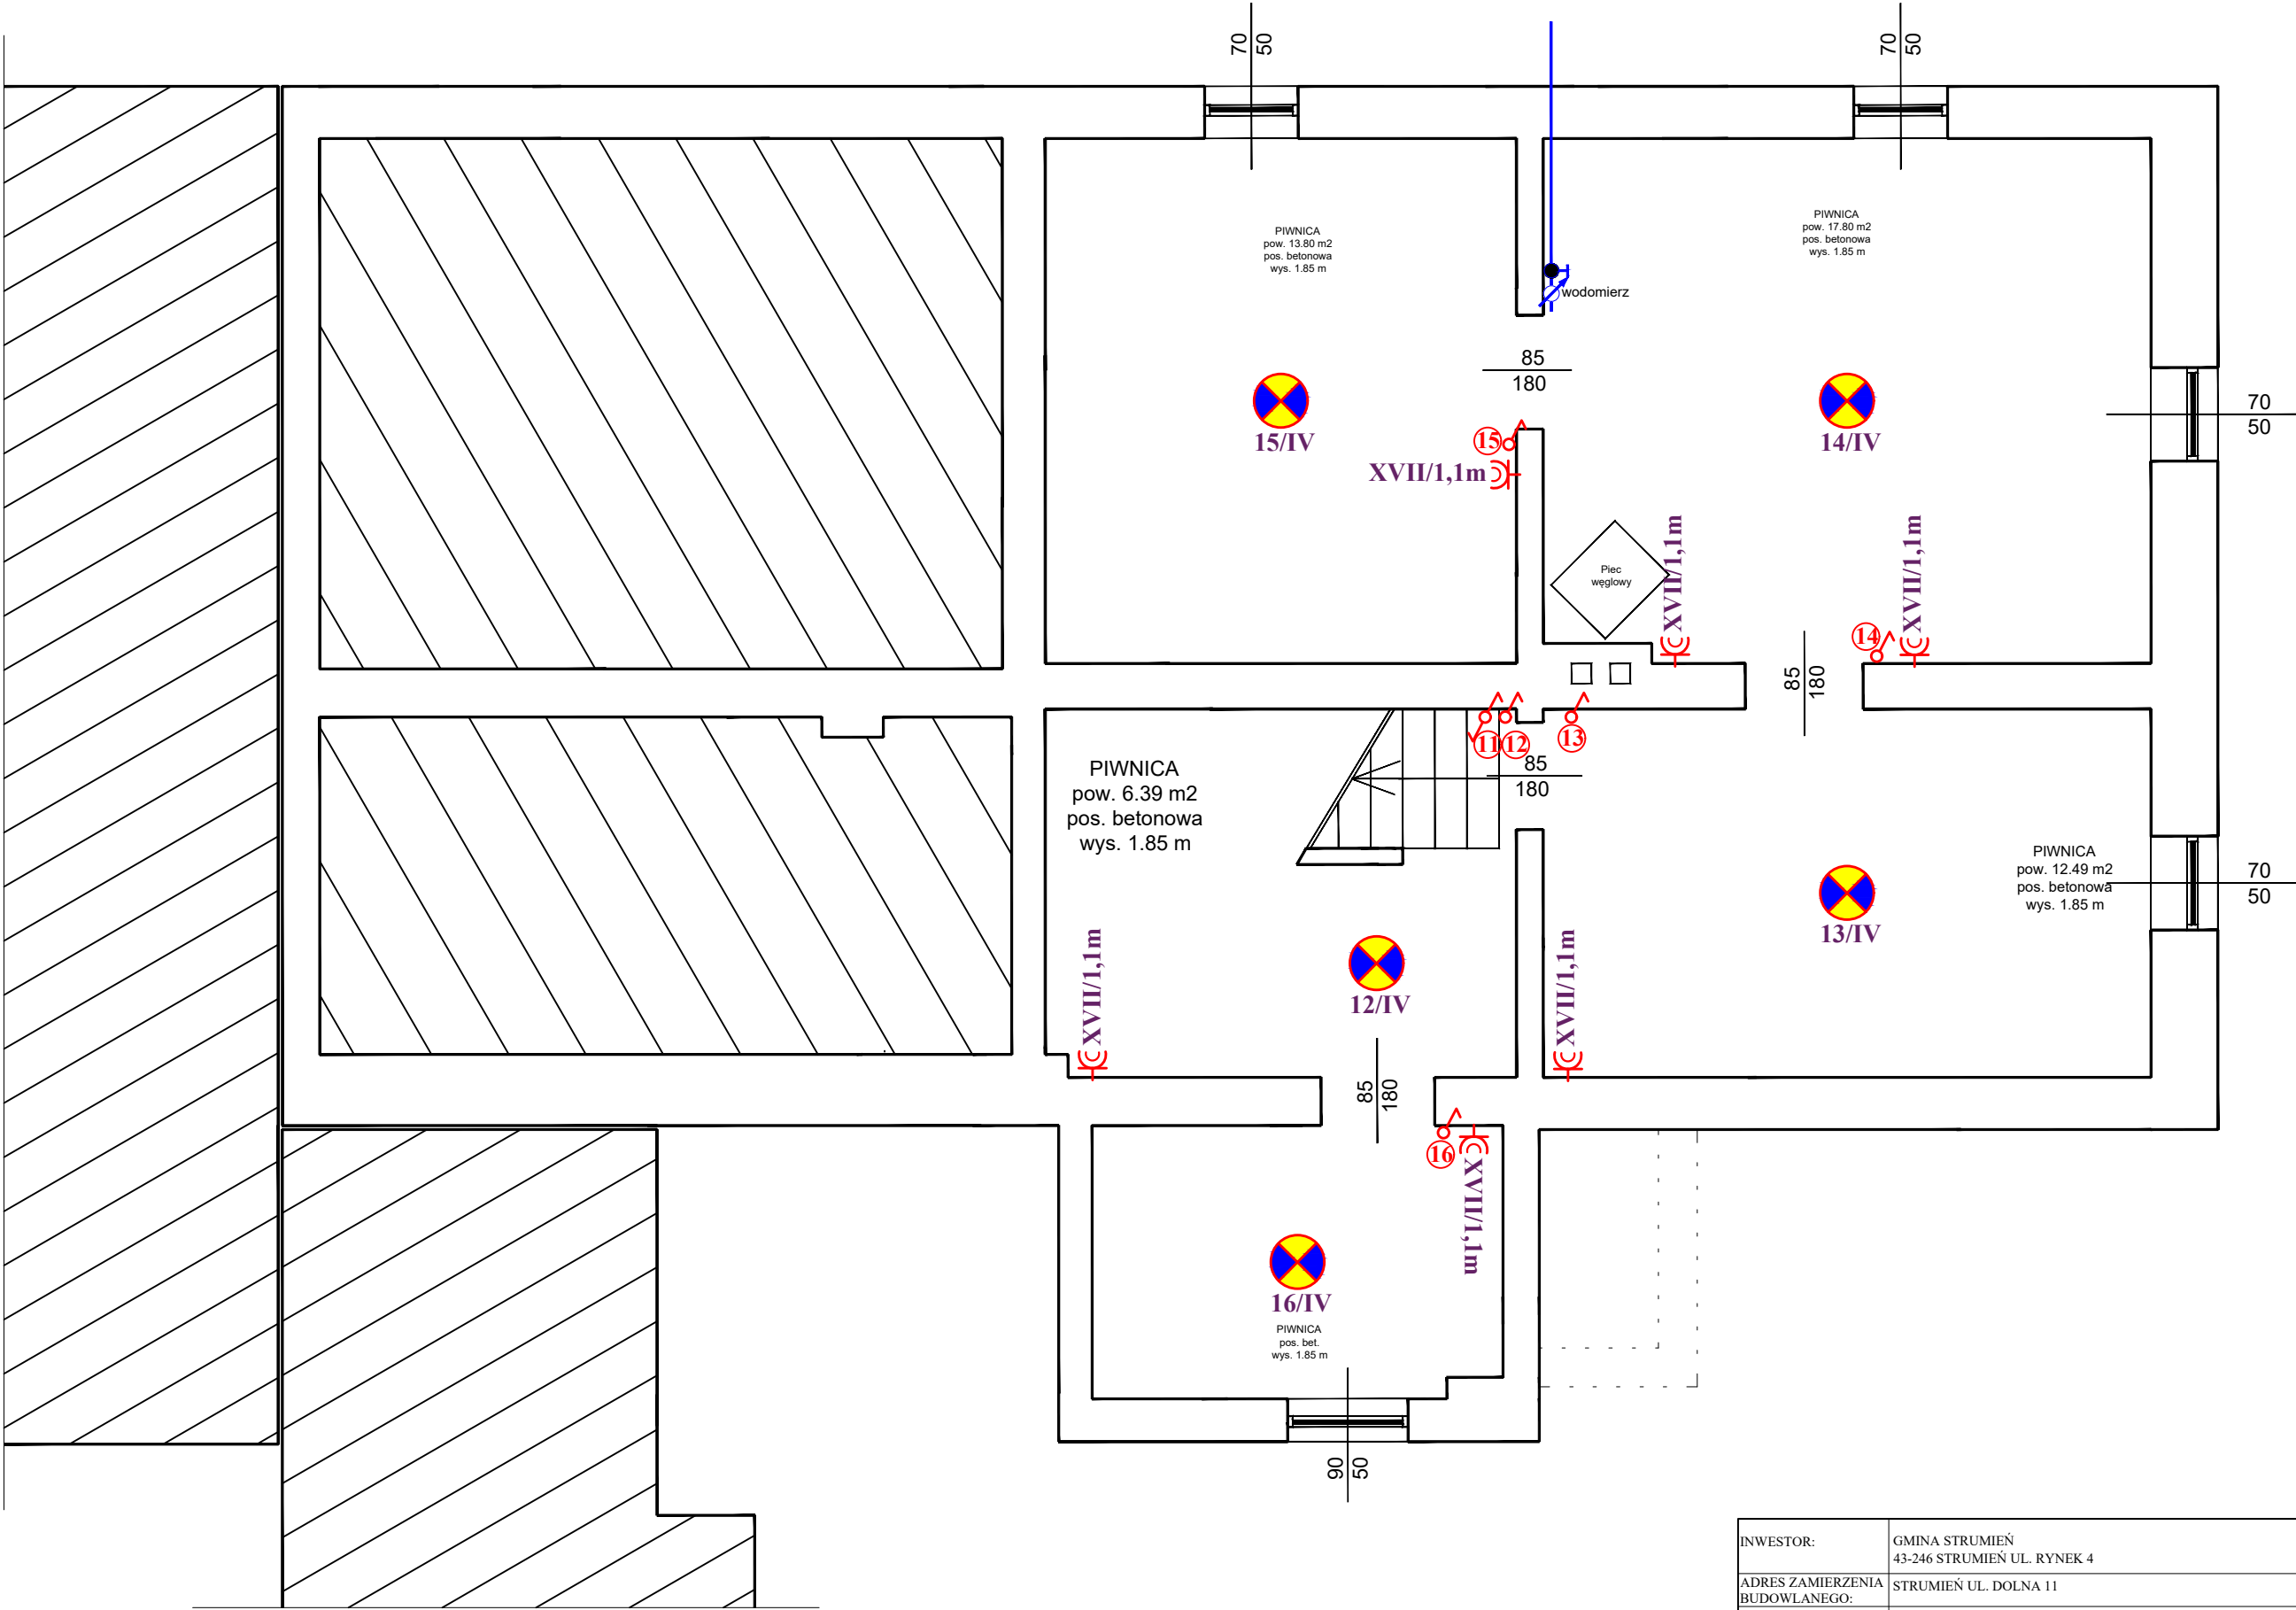 70
50
70
50
PIWNICA
pow. 13.80 m2
pos. betonowa
wys. 1.85 m
PIWNICA
pow. 17.80 m2
pos. betonowa
wys. 1.85 m
wodomierz
85
180
70
50
15/IV
15
XVII/1,1m
14/IV
Piec
węglowy
XVII/1,1m
14
XVII/1,1m
85
180
11
12
13
85
180
PIWNICA
pow. 6.39 m2
pos. betonowa
wys. 1.85 m
PIWNICA
pow. 12.49 m2
pos. betonowa
wys. 1.85 m
70
50
13/IV
XVII/1,1m
12/IV
XVII/1,1m
85
180
16
XVII/1,1m
16/IV
PIWNICA
pos. bet.
wys. 1.85 m
90
50
INWESTOR:
GMINA STRUMIEŃ
43-246 STRUMIEŃ UL. RYNEK 4
ADRES ZAMIERZENIA
BUDOWLANEGO:
STRUMIEŃ UL. DOLNA 11